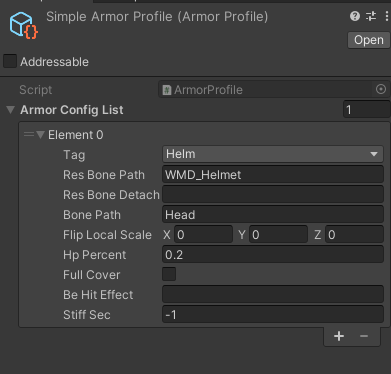 Simple Armor Profile (Armor Profile)
Open
Addressable
Script ArmorProfile
Armor Config List 1
Element 0
Tag Helm
Res Bone Path WMD_Helmet
Res Bone Detach
Bone Path Head
Flip Local Scale X 0 Y 0 Z 0
Hp Percent 0.2
Full Cover
Be Hit Effect
Stiff Sec -1